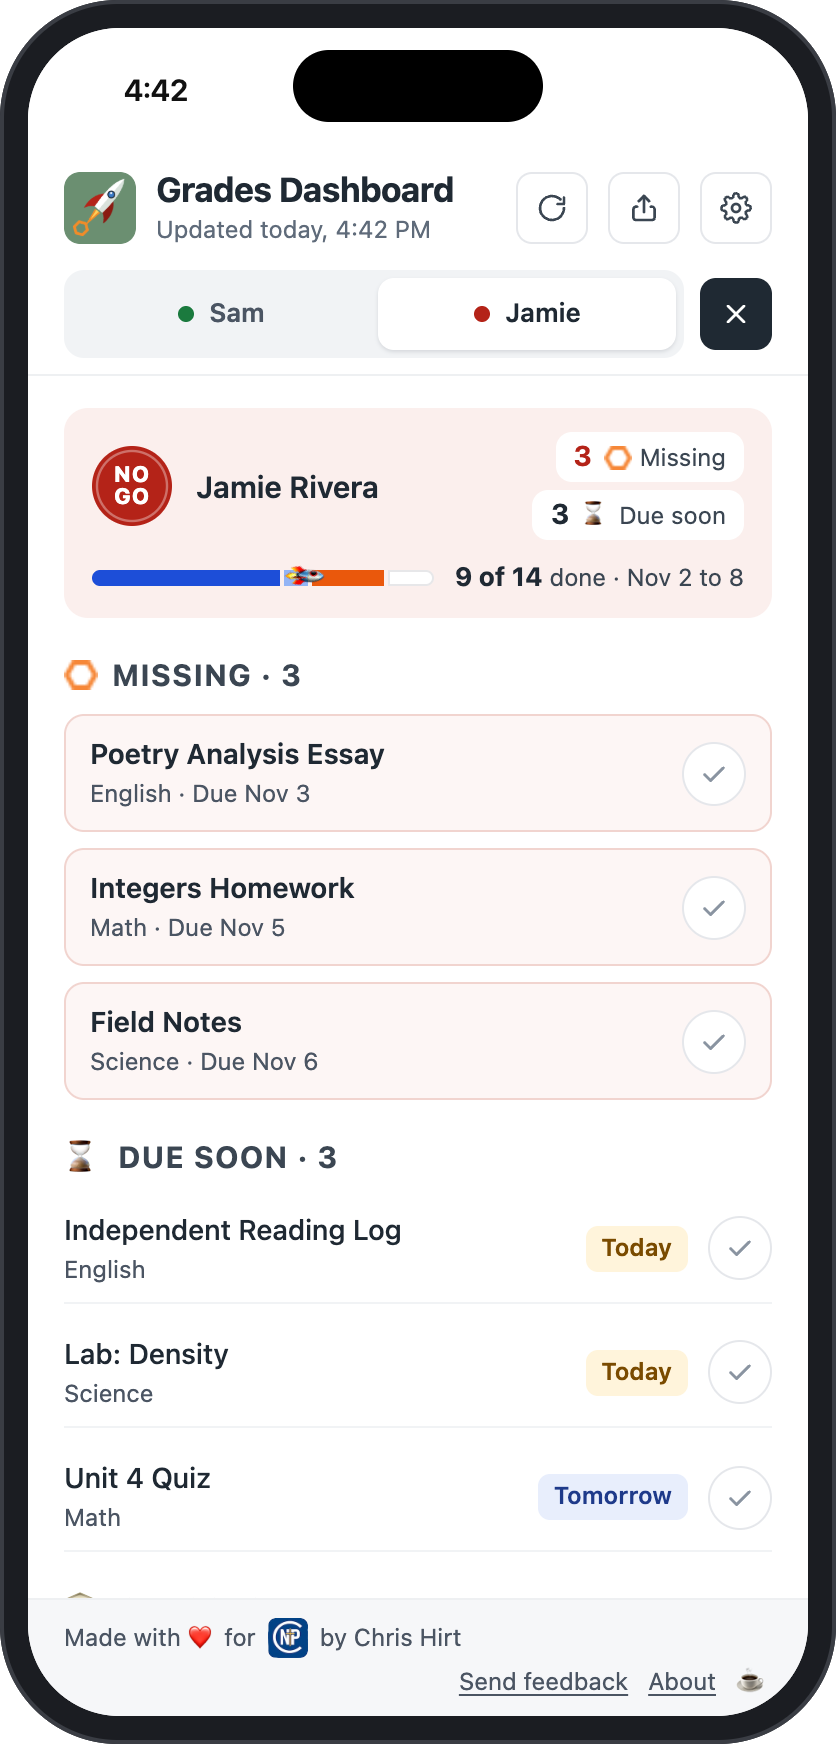 4:42
Grades Dashboard
Updated today, 4:42 PM
Sam
Jamie
NO
GO
Jamie Rivera
3 Missing
3 Due soon
9 of 14 done · Nov 2 to 8
MISSING · 3
Poetry Analysis Essay
English · Due Nov 3
Integers Homework
Math · Due Nov 5
Field Notes
Science · Due Nov 6
DUE SOON · 3
Independent Reading Log
English
Today
Lab: Density
Science
Today
Unit 4 Quiz
Math
Tomorrow
Made with ❤️ for NP by Chris Hirt
Send feedback About